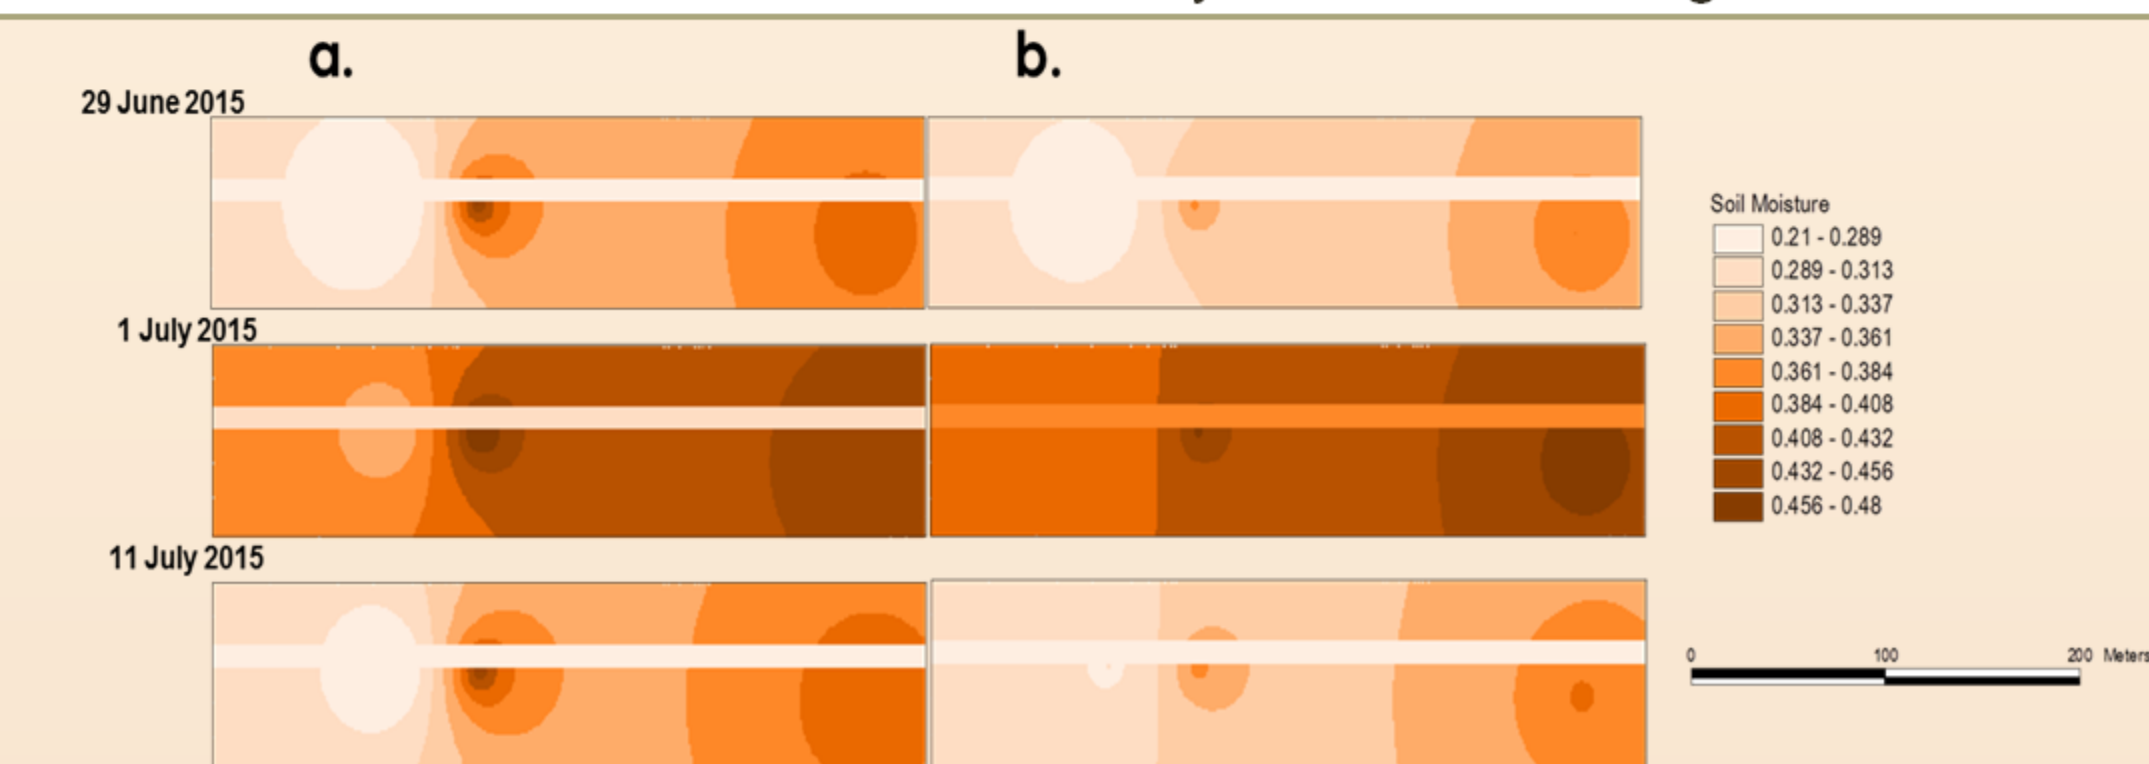 a.
b.
29 June 2015
1 July 2015
11 July 2015
Soil Moisture
0.21 - 0.289
0.289 - 0.313
0.313 - 0.337
0.337 - 0.361
0.361 - 0.384
0.384 - 0.408
0.408 - 0.432
0.432 - 0.456
0.456 - 0.48
0 100 200 Meters